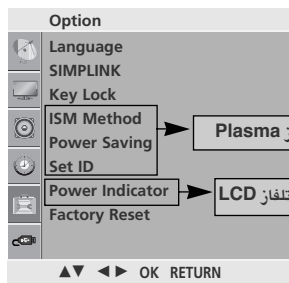 Option
Language
SIMPLINK
Key Lock
ISM Method
Power Saving
Set ID
Power Indicator
Factory Reset
Plasma
تلفاز LCD
▲▼ ◄► OK RETURN